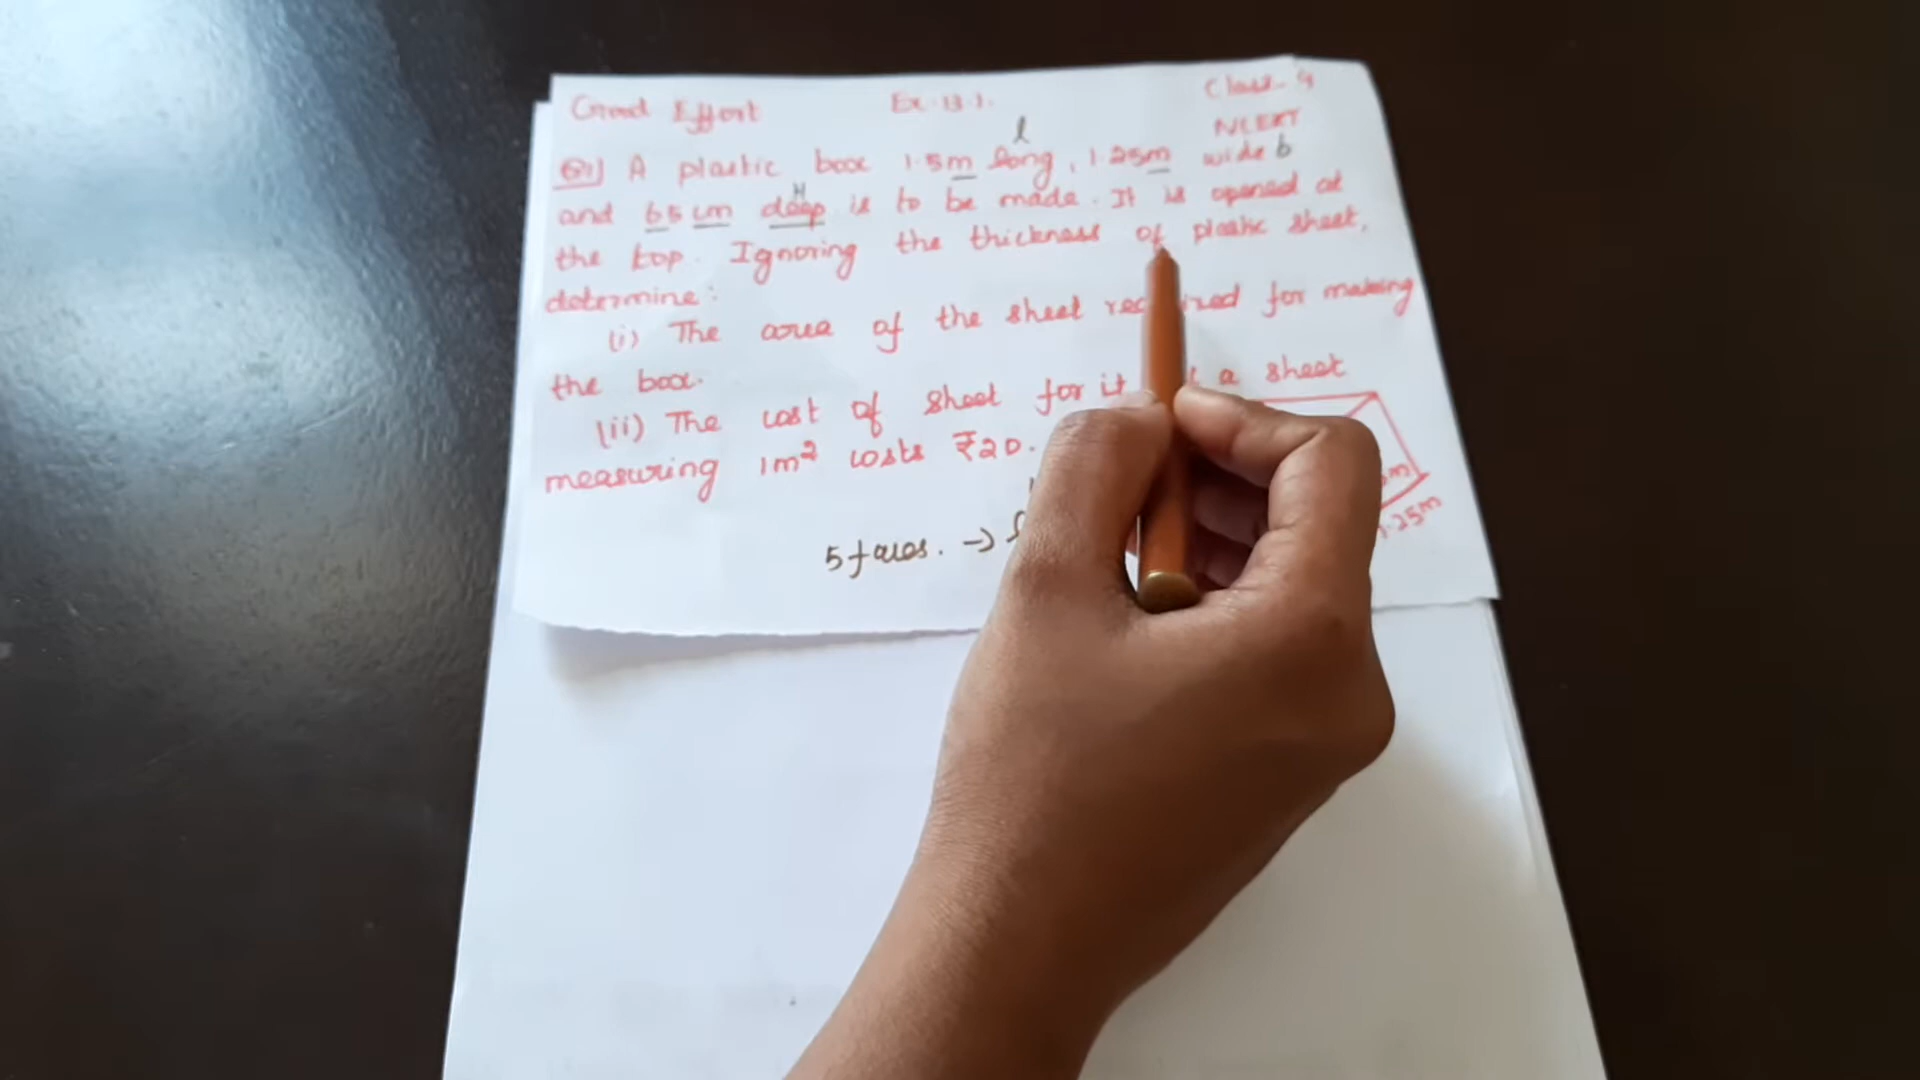 Grand Effort Ex. 13.1. Class-9
NCERT
Q1) A plastic box 1.5m long, 1.25m wide b
l
and 65 cm deep is to be made. It is opened at
H
the top. Ignoring the thickness of plastic sheet,
determine:
(i) The area of the sheet required for making
the box.
(ii) The cost of sheet for it a sheet
measuring 1m² costs ₹20.
1.25m
5 faces. →